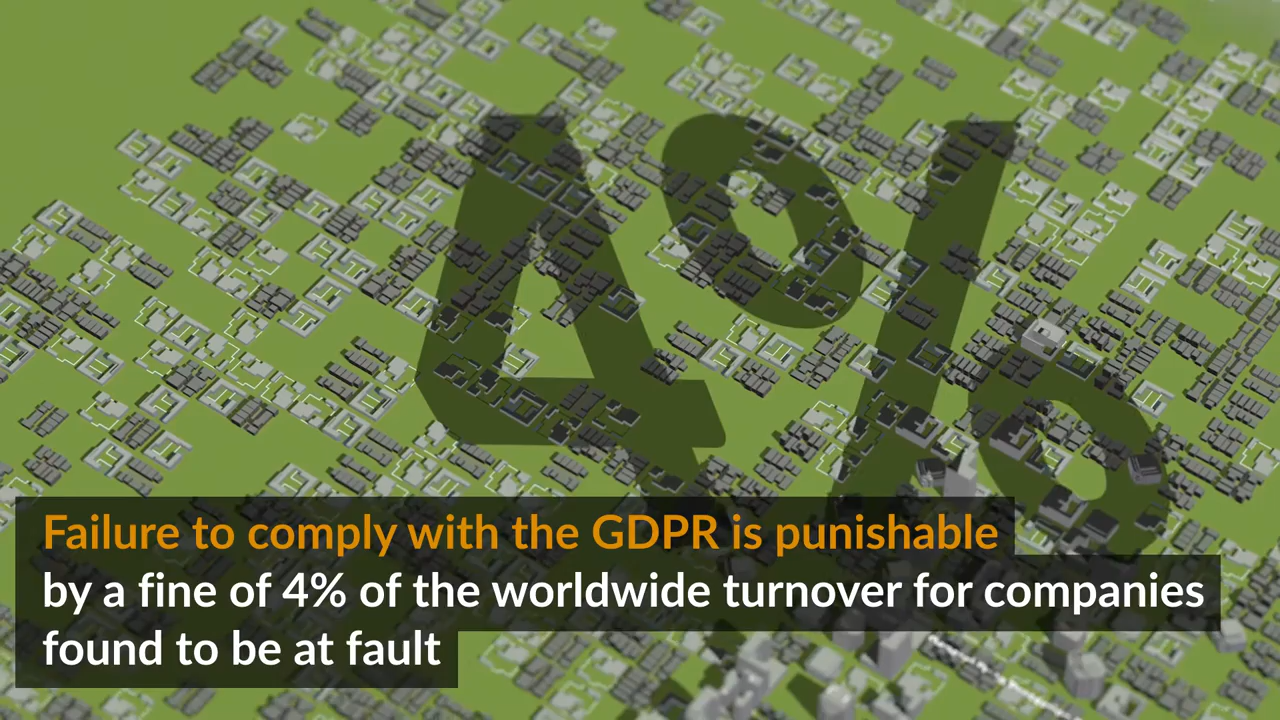 4%
Failure to comply with the GDPR is punishable
by a fine of 4% of the worldwide turnover for companies
found to be at fault